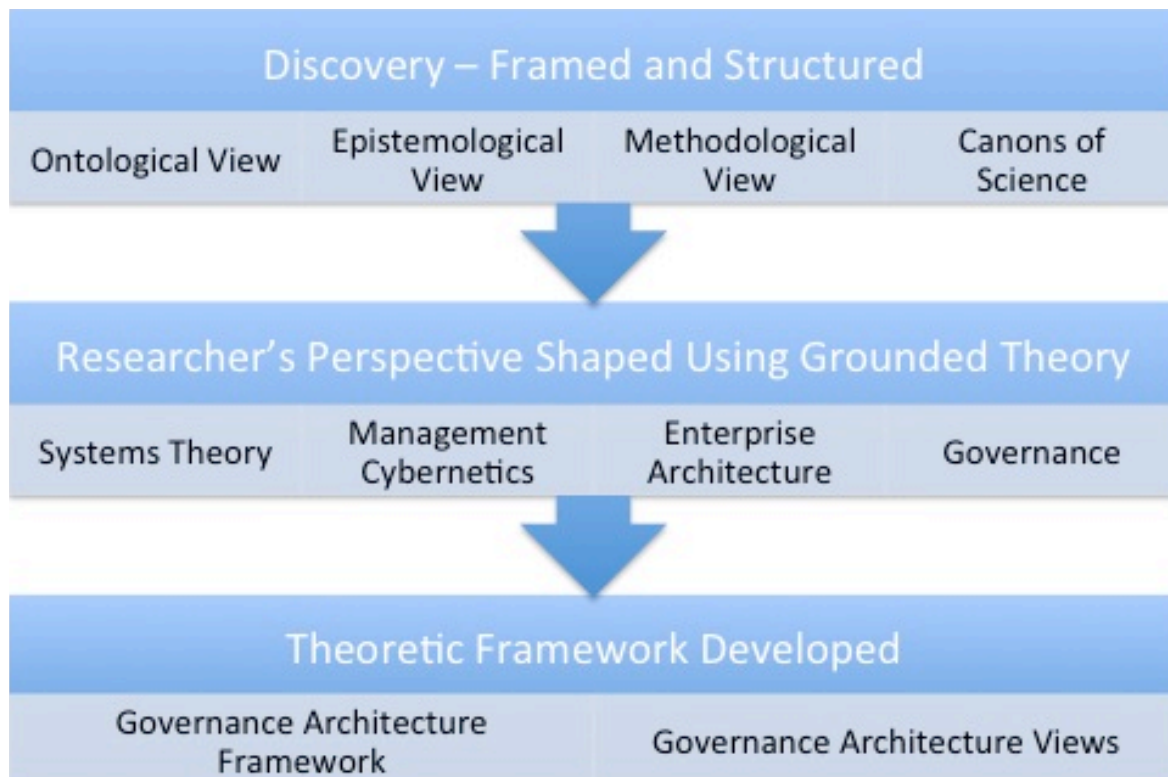 Discovery – Framed and Structured
Ontological View
Epistemological
View
Methodological
View
Canons of
Science
Researcher’s Perspective Shaped Using Grounded Theory
Systems Theory
Management
Cybernetics
Enterprise
Architecture
Governance
Theoretic Framework Developed
Governance Architecture
Framework
Governance Architecture Views